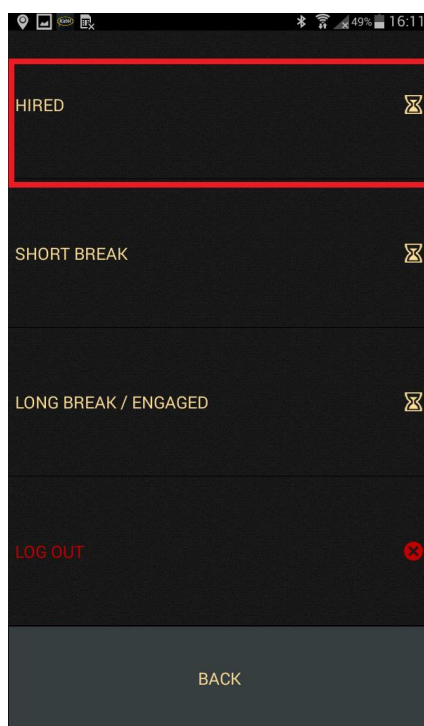 49% 16:11
HIRED
SHORT BREAK
LONG BREAK / ENGAGED
LOG OUT
BACK